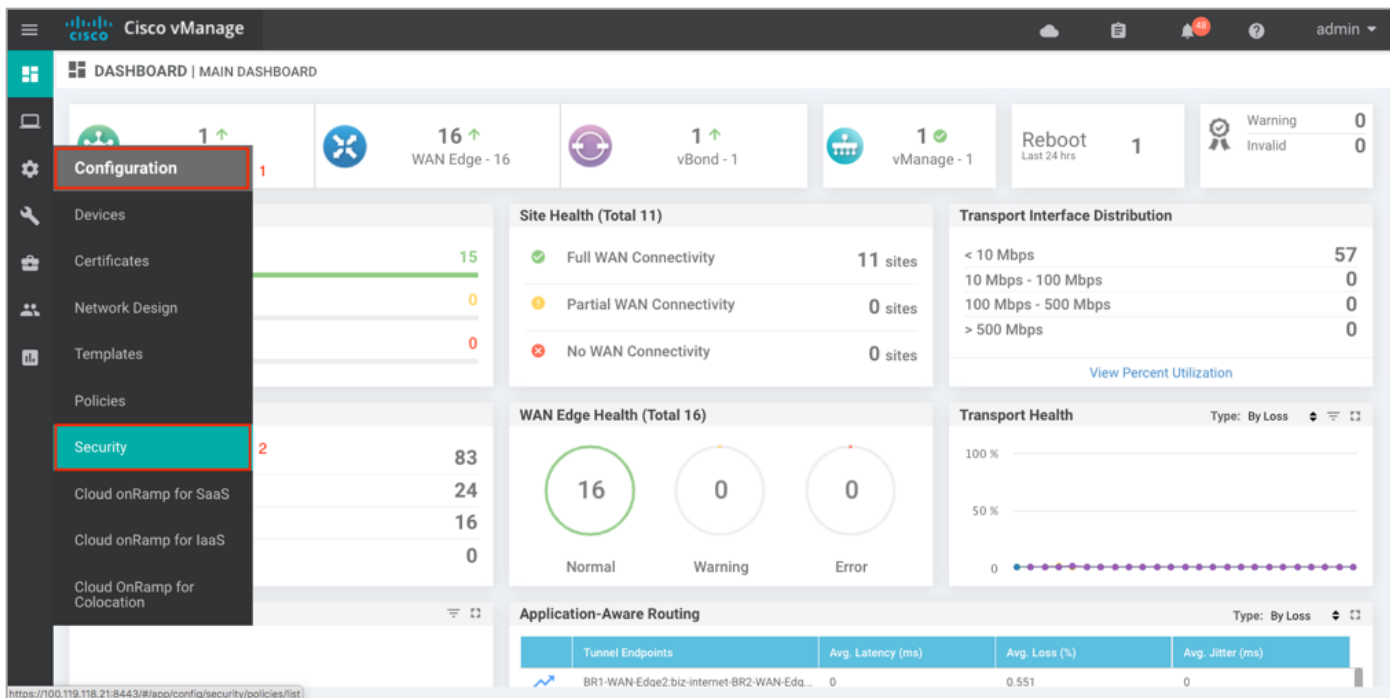 cisco Cisco vManage
48
admin
DASHBOARD | MAIN DASHBOARD
1
16
WAN Edge - 16
1
vBond - 1
1
vManage - 1
Reboot
Last 24 hrs
1
Warning 0
Invalid 0
Configuration 1
Devices
Certificates
Network Design
Templates
Policies
Security 2
Cloud onRamp for SaaS
Cloud onRamp for IaaS
Cloud OnRamp for
Colocation
15
0
0
Site Health (Total 11)
Full WAN Connectivity 11 sites
Partial WAN Connectivity 0 sites
No WAN Connectivity 0 sites
Transport Interface Distribution
< 10 Mbps 57
10 Mbps - 100 Mbps 0
100 Mbps - 500 Mbps 0
> 500 Mbps 0
View Percent Utilization
83
24
16
0
WAN Edge Health (Total 16)
16 0 0
Normal Warning Error
Transport Health Type: By Loss
100 %
50 %
0
Application-Aware Routing Type: By Loss
Tunnel Endpoints Avg. Latency (ms) Avg. Loss (%) Avg. Jitter (ms)
BR1-WAN-Edge2:biz-internet-BR2-WAN-Edg... 0 0.551 0
https://100.119.118.21:8443/#/app/config/security/policies/list